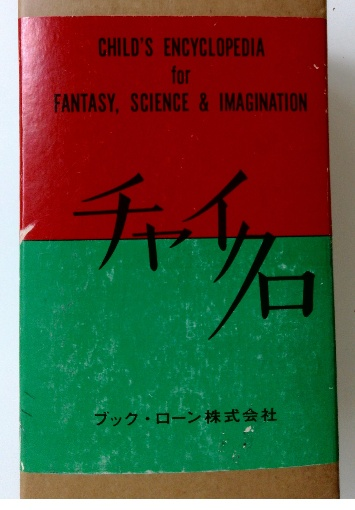 CHILD'S ENCYCLOPEDIA
for
FANTASY, SCIENCE & IMAGINATION
チャイクロ
ブック・ローン株式会社